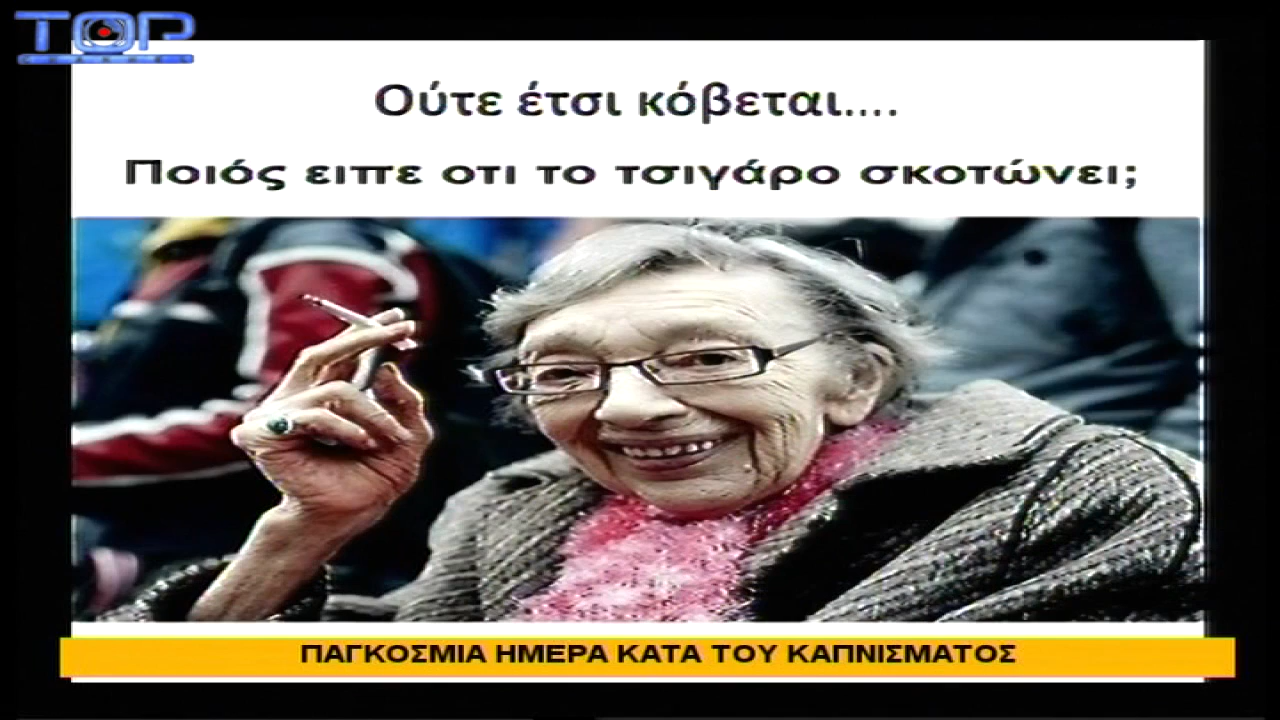 TOP
Ούτε έτσι κόβεται....
Ποιός ειπε οτι το τσιγάρο σκοτώνει;
ΠΑΓΚΟΣΜΙΑ ΗΜΕΡΑ ΚΑΤΑ ΤΟΥ ΚΑΠΝΙΣΜΑΤΟΣ